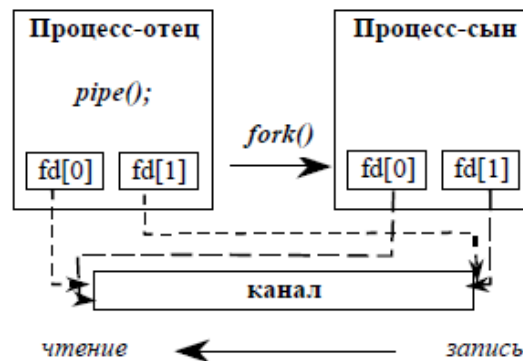 Процесс-отец
Процесс-сын
pipe();
fork()
fd[0]
fd[1]
fd[0]
fd[1]
канал
чтение
запись